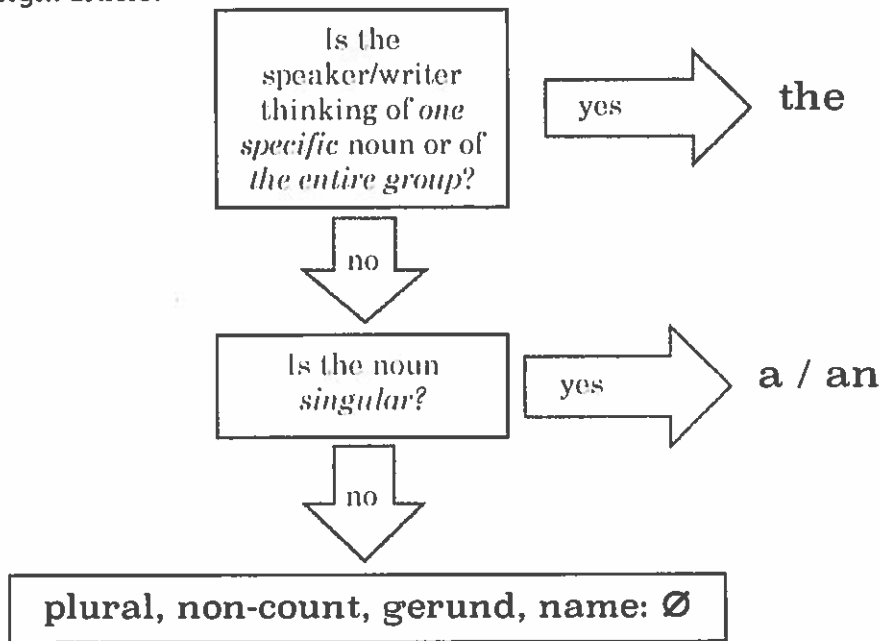 Is the
speaker/writer
thinking of one
specific noun or of
the entire group?
yes
the
no
Is the noun
singular?
yes
a / an
no
plural, non-count, gerund, name: Ø